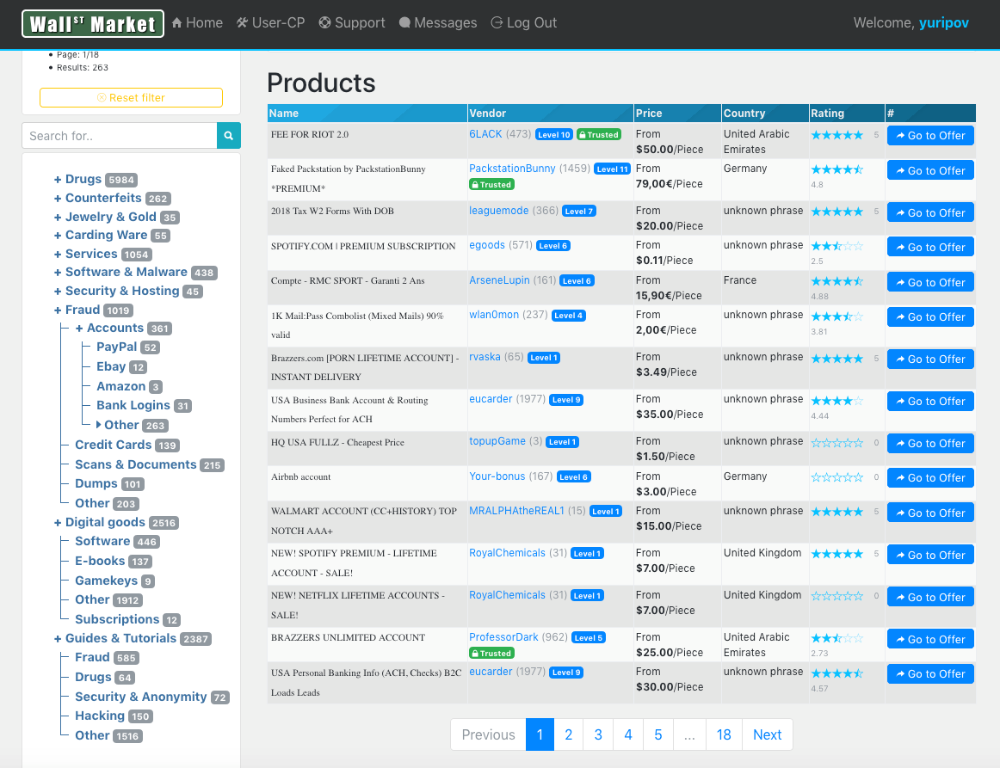 Wall ST Market Home User-CP Support Messages Log Out Welcome, yuripov
Page: 1/18
Results: 263
Reset filter
Search for..
+ Drugs 5984
+ Counterfeits 262
+ Jewelry & Gold 35
+ Carding Ware 55
+ Services 1054
+ Software & Malware 438
+ Security & Hosting 45
+ Fraud 1019
+ Accounts 361
PayPal 52
Ebay 12
Amazon 3
Bank Logins 31
Other 263
Credit Cards 139
Scans & Documents 215
Dumps 101
Other 203
+ Digital goods 2516
Software 446
E-books 137
Gamekeys 9
Other 1912
Subscriptions 12
+ Guides & Tutorials 2387
Fraud 585
Drugs 64
Security & Anonymity 72
Hacking 150
Other 1516
Products
Name Vendor Price Country Rating #
FEE FOR RIOT 2.0 6LACK (473) Level 10 Trusted From United Arabic 5 Go to Offer
$50.00/Piece Emirates
Faked Packstation by PackstationBunny PackstationBunny (1459) Level 11 From Germany Go to Offer
*PREMIUM* Trusted 79,00€/Piece 4.8
2018 Tax W2 Forms With DOB leaguemode (366) Level 7 From unknown phrase 5 Go to Offer
$20.00/Piece
SPOTIFY.COM | PREMIUM SUBSCRIPTION egoods (571) Level 6 From unknown phrase Go to Offer
$0.11/Piece 2.5
Compte - RMC SPORT - Garanti 2 Ans ArseneLupin (161) Level 6 From France Go to Offer
15,90€/Piece 4.88
1K Mail:Pass Combolist (Mixed Mails) 90% wlan0mon (237) Level 4 From unknown phrase Go to Offer
valid 2,00€/Piece 3.81
Brazzers.com [PORN LIFETIME ACCOUNT] - rvaska (65) Level 1 From unknown phrase 5 Go to Offer
INSTANT DELIVERY $3.49/Piece
USA Business Bank Account & Routing eucarder (1977) Level 9 From unknown phrase Go to Offer
Numbers Perfect for ACH $35.00/Piece 4.44
HQ USA FULLZ - Cheapest Price topupGame (3) Level 1 From unknown phrase 0 Go to Offer
$1.50/Piece
Airbnb account Your-bonus (167) Level 6 From Germany 0 Go to Offer
$3.00/Piece
WALMART ACCOUNT (CC+HISTORY) TOP MRALPHAtheREAL1 (15) Level 1 From unknown phrase 5 Go to Offer
NOTCH AAA+ $15.00/Piece
NEW! SPOTIFY PREMIUM - LIFETIME RoyalChemicals (31) Level 1 From United Kingdom 5 Go to Offer
ACCOUNT - SALE! $7.00/Piece
NEW! NETFLIX LIFETIME ACCOUNTS - RoyalChemicals (31) Level 1 From United Kingdom 0 Go to Offer
SALE! $7.00/Piece
BRAZZERS UNLIMITED ACCOUNT ProfessorDark (962) Level 5 From United Arabic Go to Offer
Trusted $25.00/Piece Emirates 2.73
USA Personal Banking Info (ACH, Checks) B2C eucarder (1977) Level 9 From unknown phrase Go to Offer
Loads Leads $30.00/Piece 4.57
Previous 1 2 3 4 5 ... 18 Next